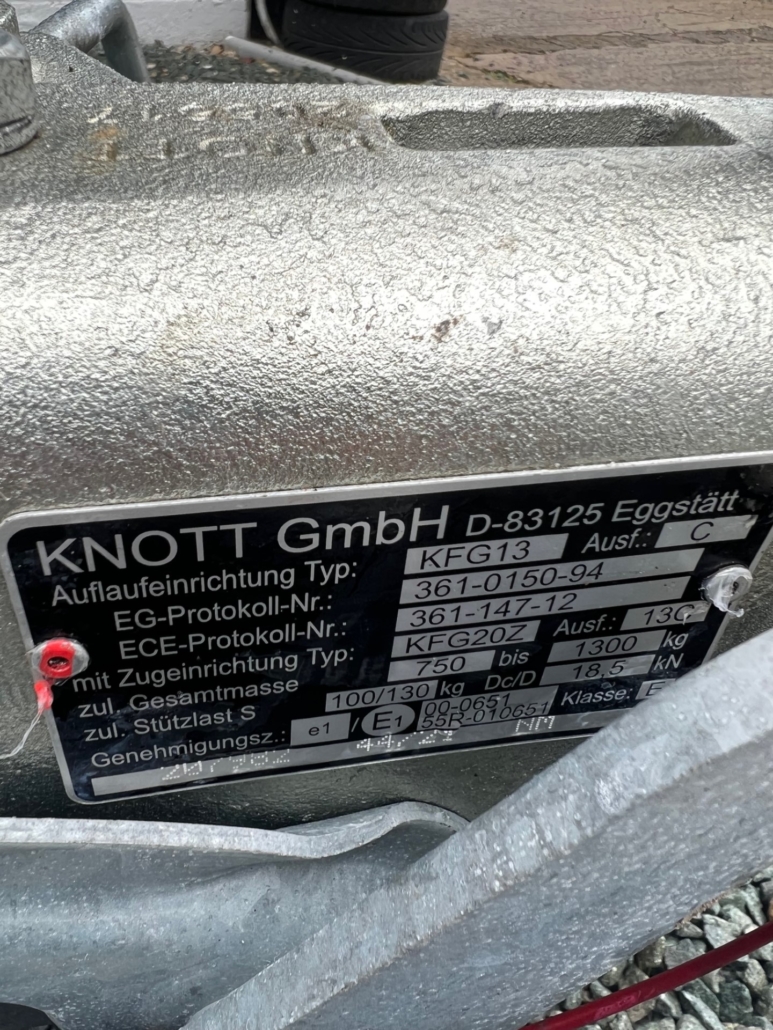 KNOTT GmbH D-83125 Eggstätt
Auflaufeinrichtung Typ: KFG13 Ausf.: C
EG-Protokoll-Nr.: 361-0150-94
ECE-Protokoll-Nr.: 361-147-12
mit Zugeinrichtung Typ: KFG20Z Ausf.: 13C
zul. Gesamtmasse 750 bis 1300 kg
zul. Stützlast S 100/130 kg Dc/D 18,5 kN
Genehmigungsz.: e1 / E1 00-0651 Klasse: E
55R-010651